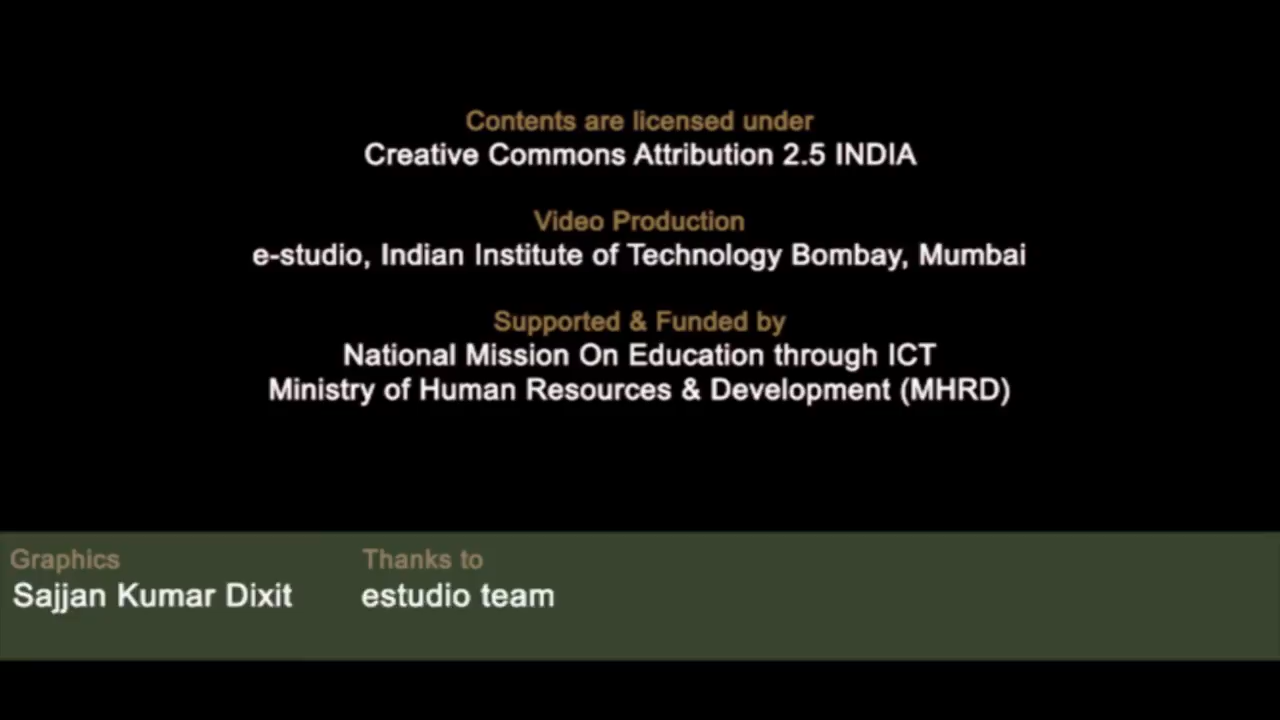 Contents are licensed under
Creative Commons Attribution 2.5 INDIA
Video Production
e-studio, Indian Institute of Technology Bombay, Mumbai
Supported & Funded by
National Mission On Education through ICT
Ministry of Human Resources & Development (MHRD)
Graphics
Sajjan Kumar Dixit
Thanks to
estudio team